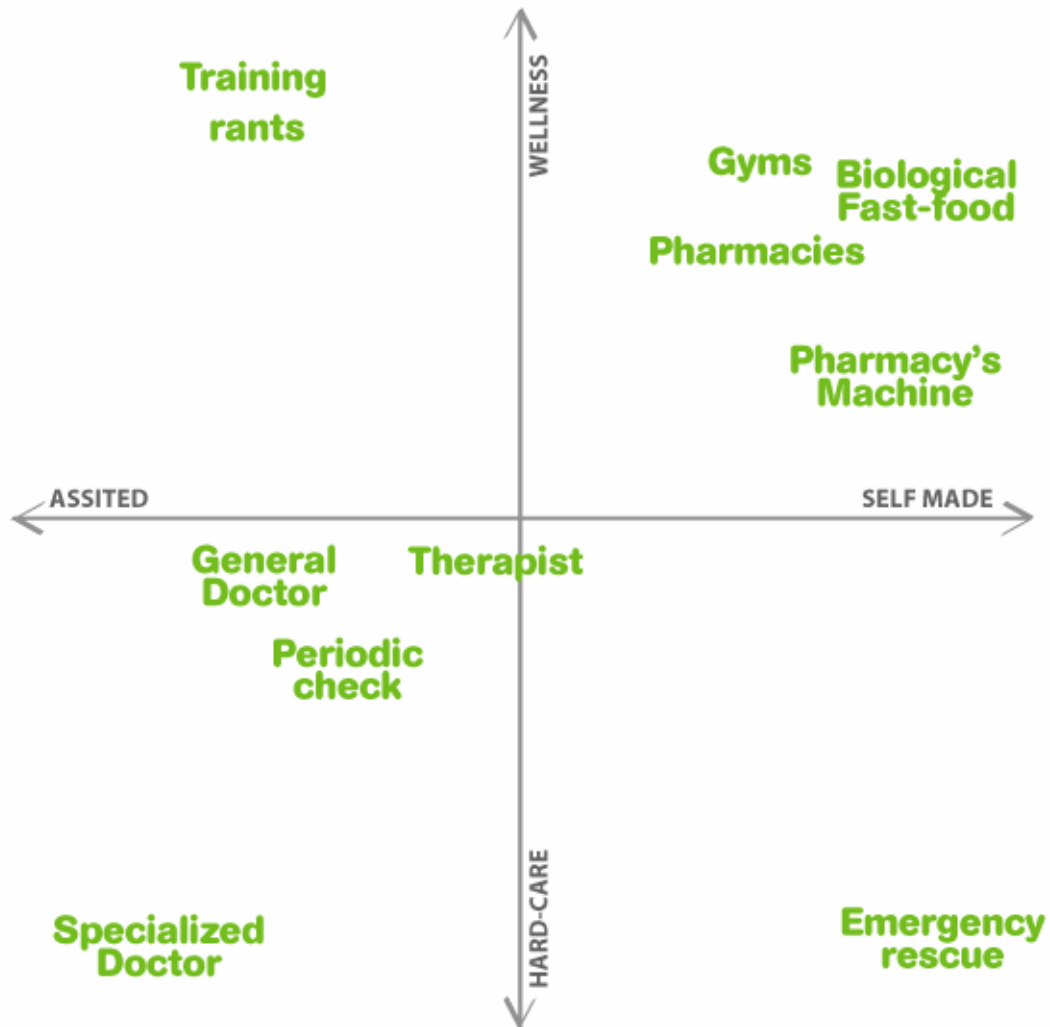 WELLNESS
Training
rants
Gyms
Biological
Fast-food
Pharmacies
Pharmacy's
Machine
ASSITED
SELF MADE
General
Doctor
Therapist
Periodic
check
HARD-CARE
Specialized
Doctor
Emergency
rescue